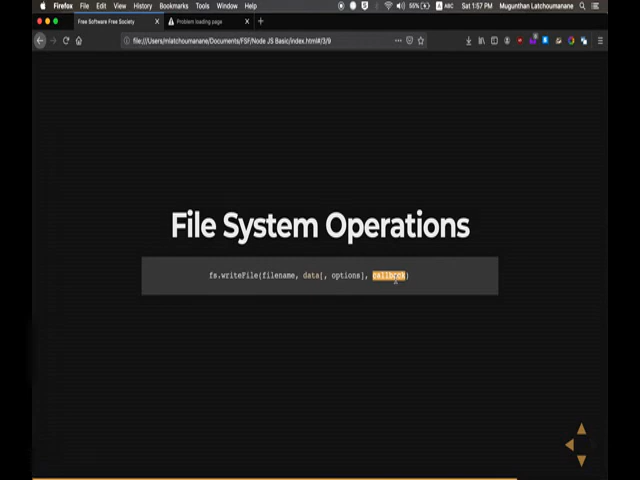 Firefox File Edit View History Bookmarks Tools Window Help 55% ABC Sat 1:57 PM Mugunthan Latchoumanane
Free Software Free Society Problem loading page
file:///Users/mlatchoumanane/Documents/FSF/Node JS Basic/index.html#/3/9
File System Operations
fs.writeFile(filename, data[, options], callback)